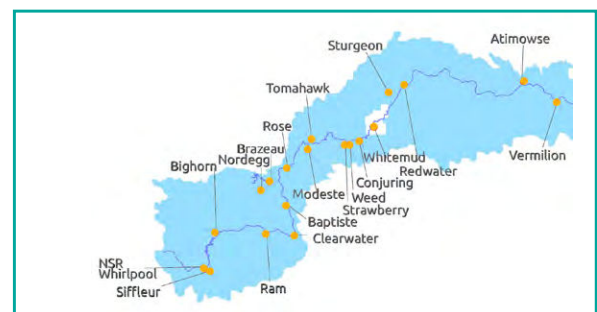 Atimowse
Sturgeon
Tomahawk
Rose
Brazeau
Nordegg
Bighorn
Whitemud
Redwater
Vermilion
Conjuring
Modeste
Weed
Strawberry
Baptiste
Clearwater
NSR
Whirlpool
Siffleur
Ram